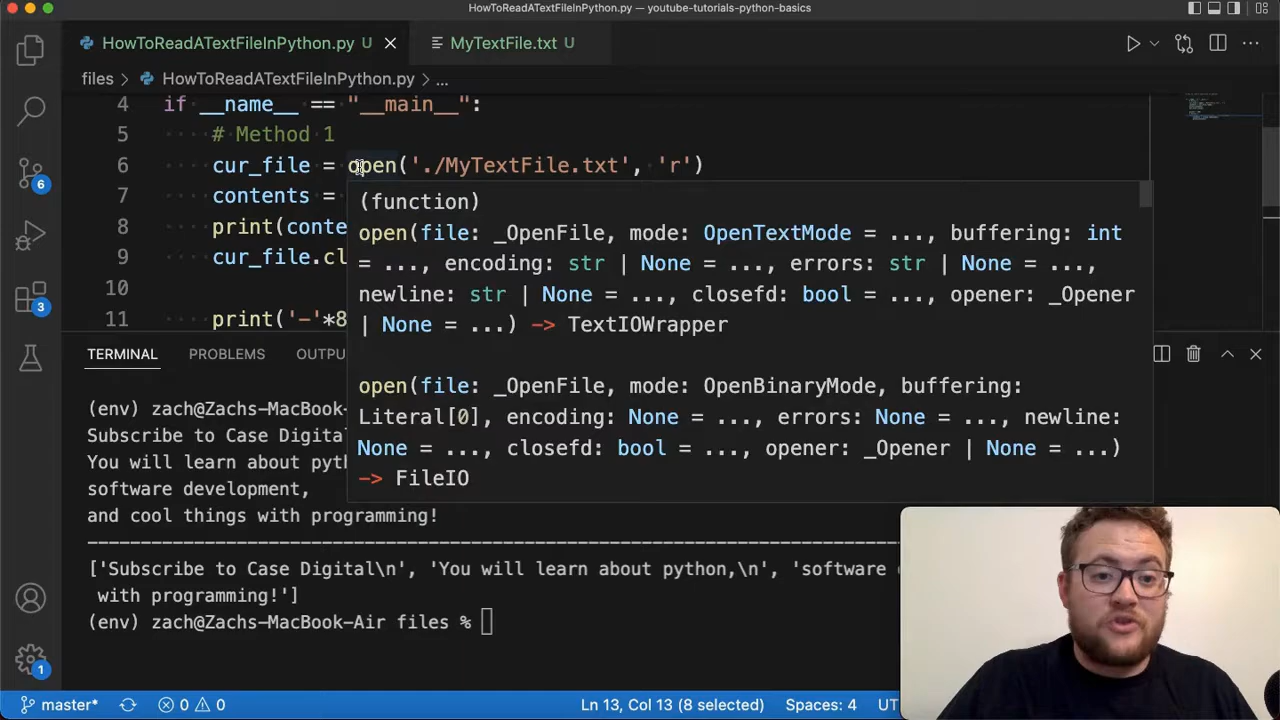 HowToReadATextFileInPython.py — youtube-tutorials-python-basics
HowToReadATextFileInPython.py U
MyTextFile.txt U
files > HowToReadATextFileInPython.py > ...
4 if __name__ == "__main__":
5 # Method 1
6 cur_file = open('./MyTextFile.txt', 'r')
7 contents =
8 print(conte
9 cur_file.cl
10
11 print('-'*8
(function)
open(file: _OpenFile, mode: OpenTextMode = ..., buffering: int
= ..., encoding: str | None = ..., errors: str | None = ...,
newline: str | None = ..., closefd: bool = ..., opener: _Opener
| None = ...) -> TextIOWrapper
open(file: _OpenFile, mode: OpenBinaryMode, buffering:
Literal[0], encoding: None = ..., errors: None = ..., newline:
None = ..., closefd: bool = ..., opener: _Opener | None = ...)
-> FileIO
6
3
1
TERMINAL PROBLEMS OUTPU
(env) zach@Zachs-MacBook-
Subscribe to Case Digital
You will learn about pyth
software development,
and cool things with programming!
--------------------------------------------------------------------------------
['Subscribe to Case Digital\n', 'You will learn about python,\n', 'software
with programming!']
(env) zach@Zachs-MacBook-Air files %
master* 0 0 Ln 13, Col 13 (8 selected) Spaces: 4 UT